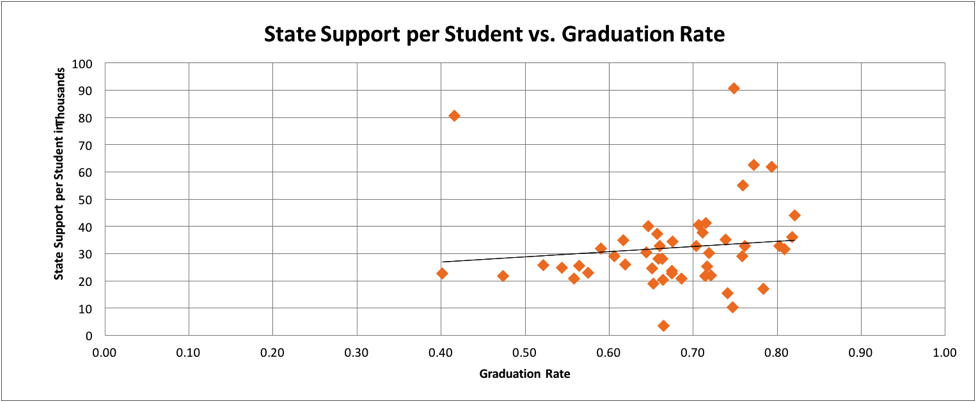 State Support per Student vs. Graduation Rate
State Support per Student in Thousands
100
90
80
70
60
50
40
30
20
10
0
0.00 0.10 0.20 0.30 0.40 0.50 0.60 0.70 0.80 0.90 1.00
Graduation Rate